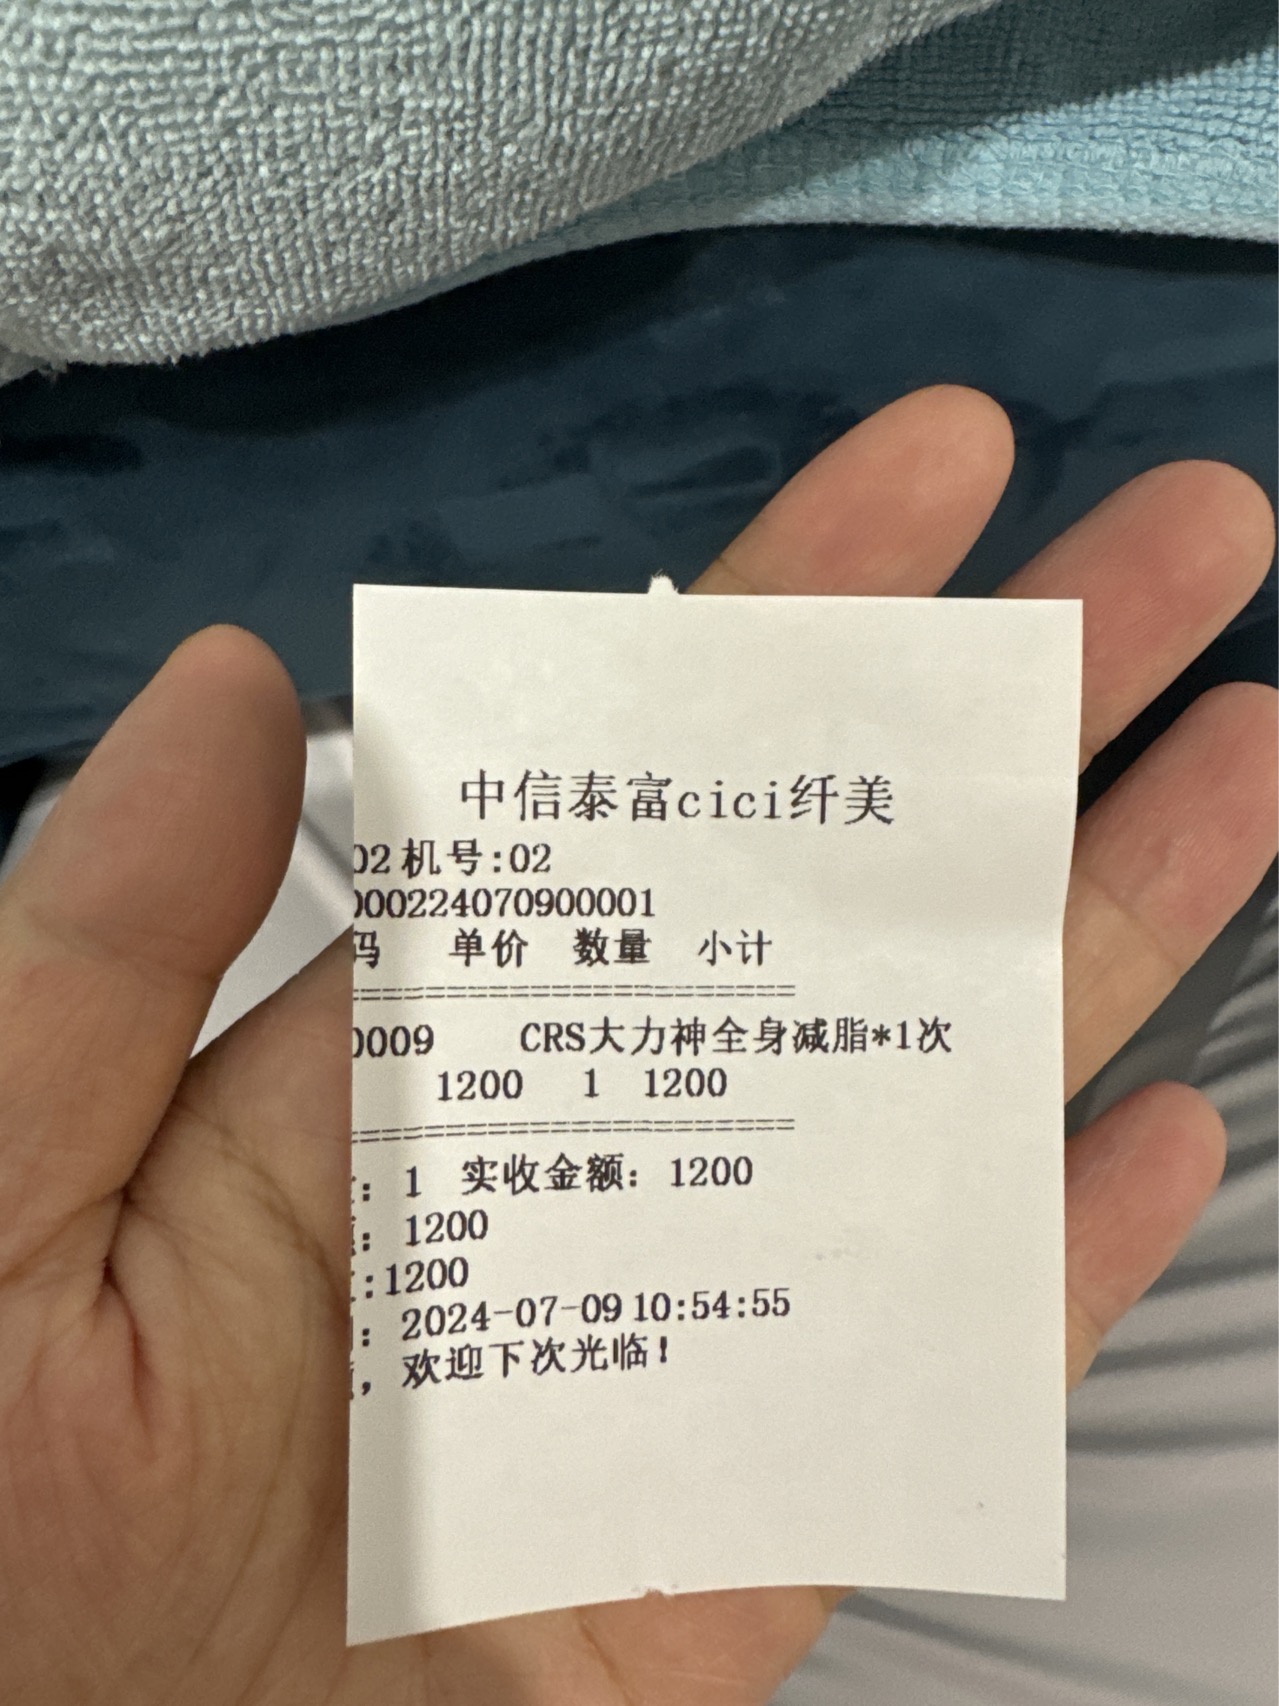 中信泰富cici纤美
02 机号:02
000224070900001
码 单价 数量 小计
======================
0009 CRS大力神全身减脂*1次
1200 1 1200
======================
: 1 实收金额: 1200
: 1200
:1200
: 2024-07-09 10:54:55
, 欢迎下次光临!